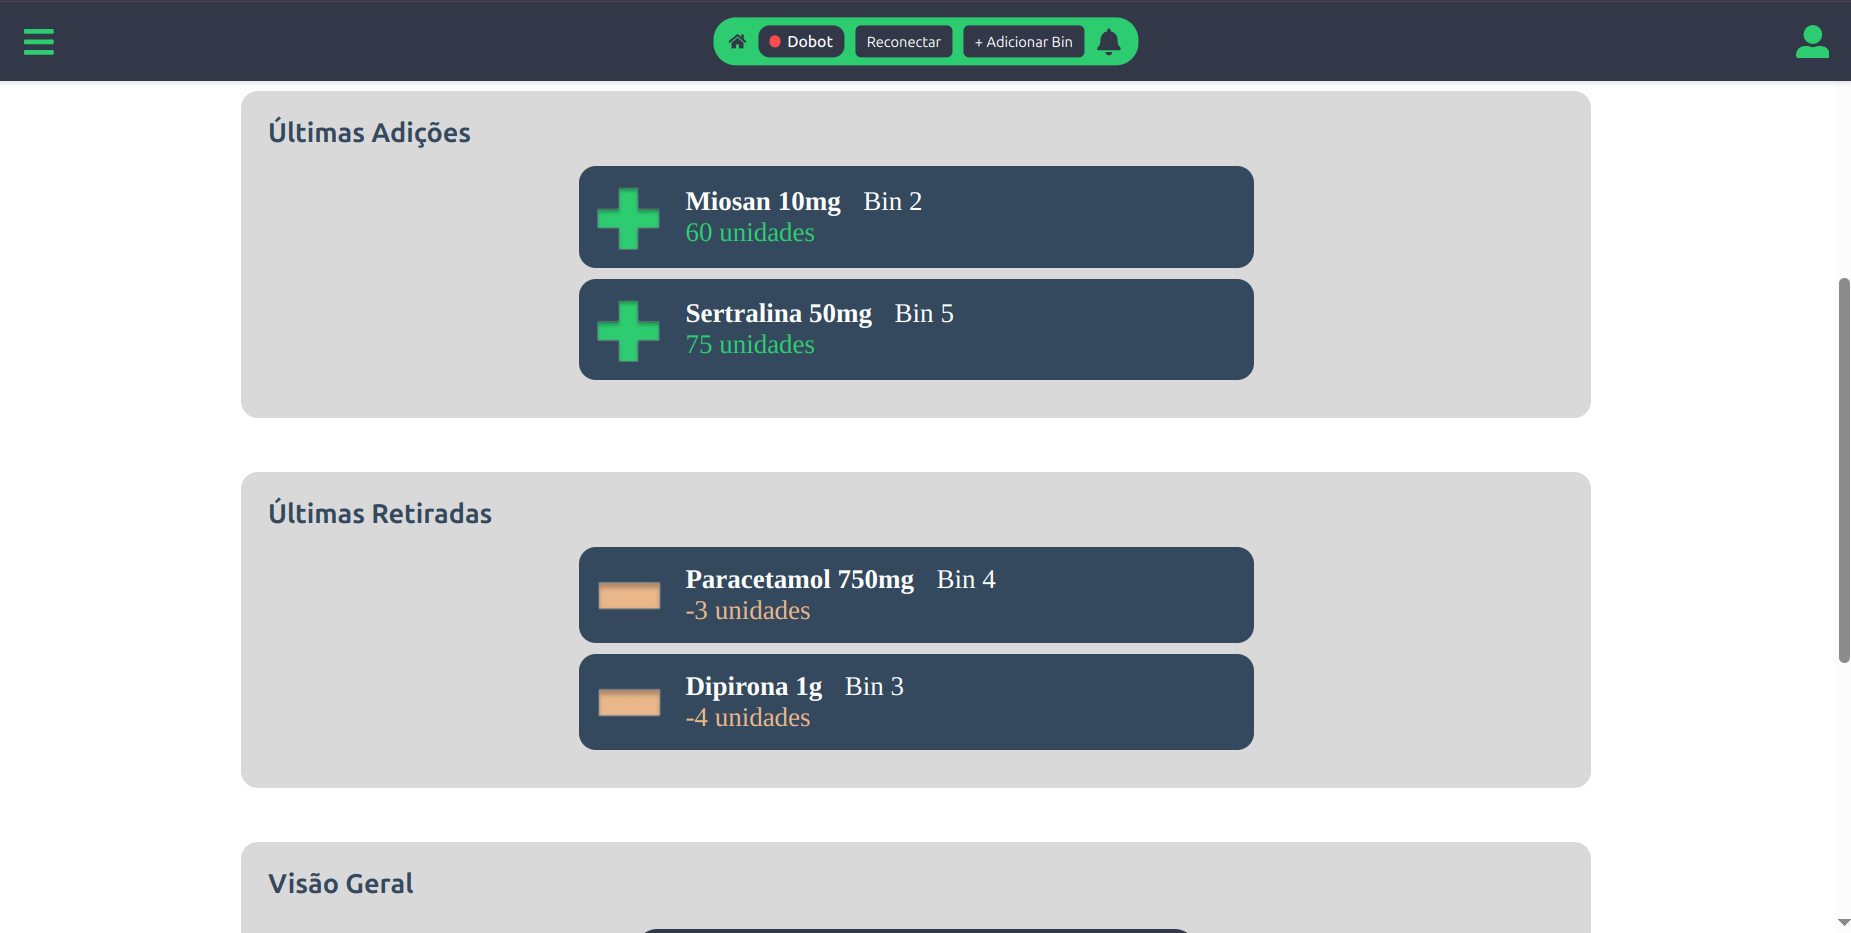 Dobot
Reconectar
+ Adicionar Bin
Últimas Adições
Miosan 10mg Bin 2
60 unidades
Sertralina 50mg Bin 5
75 unidades
Últimas Retiradas
Paracetamol 750mg Bin 4
-3 unidades
Dipirona 1g Bin 3
-4 unidades
Visão Geral